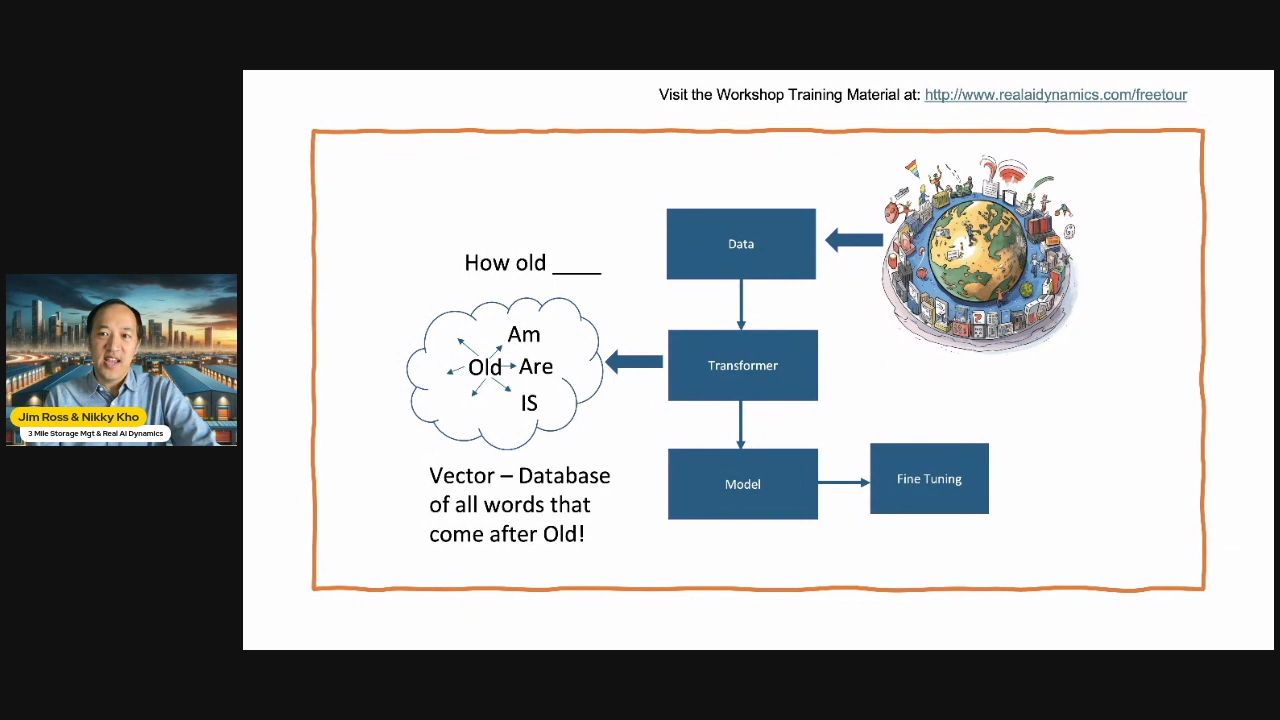 Visit the Workshop Training Material at: http://www.realaidynamics.com/freetour
Data
How old ____
Am
Old
Are
IS
Transformer
Vector – Database
of all words that
come after Old!
Model
Fine Tuning
Jim Ross & Nikky Kho
3 Mile Storage Mgt & Real AI Dynamics